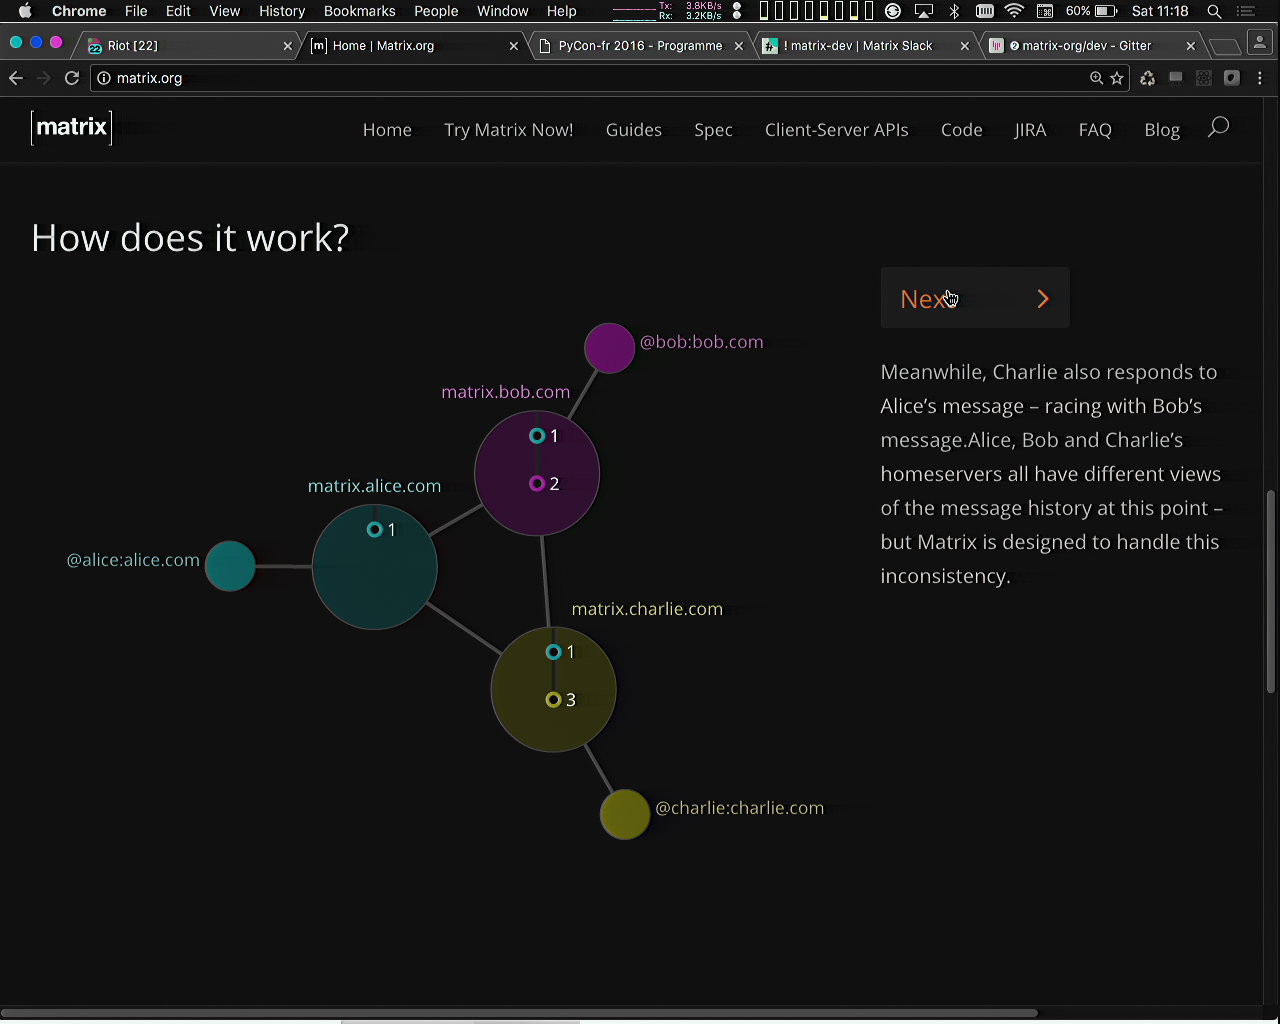 Chrome File Edit View History Bookmarks People Window Help Tx: 3.8KB/s Rx: 3.2KB/s 60% Sat 11:18
Riot [22] Home | Matrix.org PyCon-fr 2016 - Programme ! matrix-dev | Matrix Slack matrix-org/dev - Gitter
matrix.org
[matrix] Home Try Matrix Now! Guides Spec Client-Server APIs Code JIRA FAQ Blog
How does it work?
@bob:bob.com
matrix.bob.com
1
2
matrix.alice.com
1
@alice:alice.com
matrix.charlie.com
1
3
@charlie:charlie.com
Meanwhile, Charlie also responds to
Alice’s message – racing with Bob’s
message.Alice, Bob and Charlie’s
homeservers all have different views
of the message history at this point –
but Matrix is designed to handle this
inconsistency.